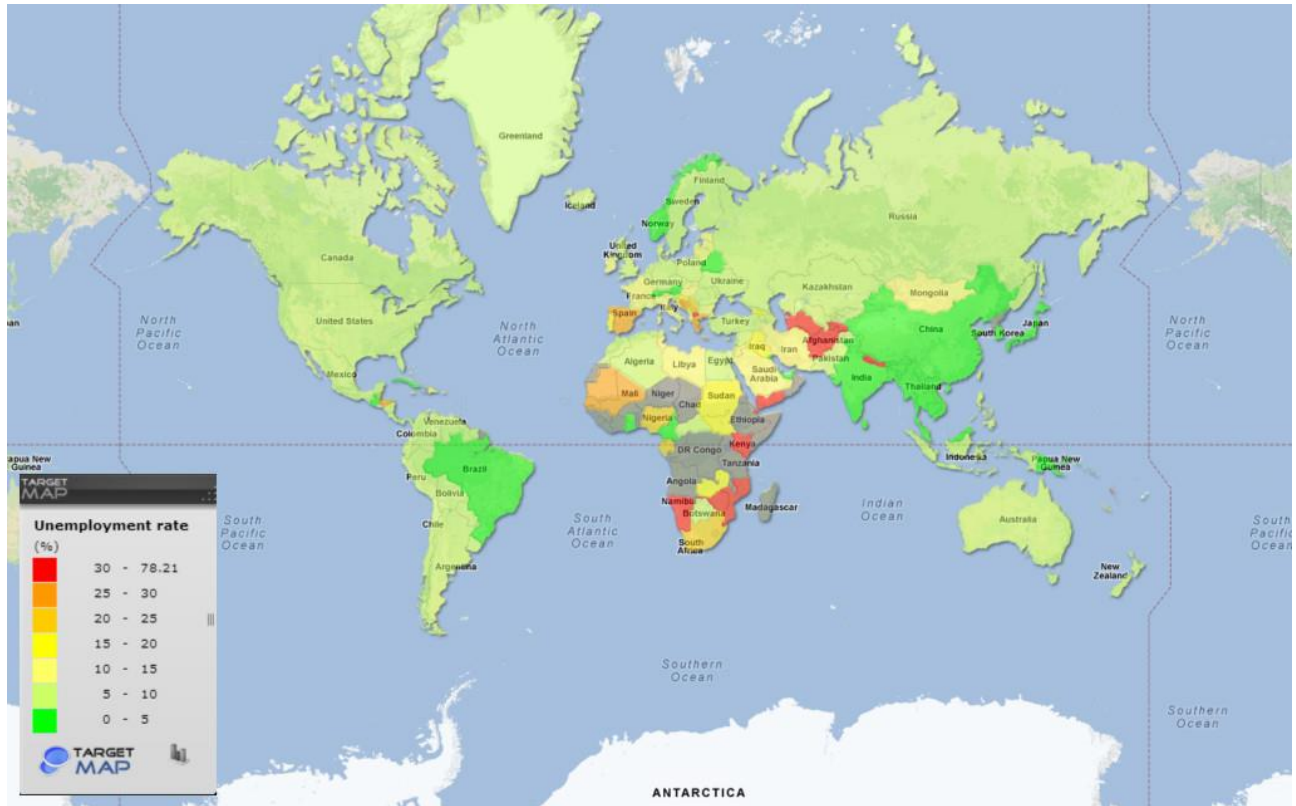 Greenland
Iceland
Finland
Sweden
Norway
Russia
Canada
United
Kingdom
Poland
Germany
Ukraine
Kazakhstan
Mongolia
France
Italy
Spain
Turkey
United States
North
Pacific
Ocean
North
Atlantic
Ocean
China
South Korea
Japan
North
Pacific
Ocean
Afghanistan
Iraq
Iran
Pakistan
Algeria
Libya
Egypt
Saudi
Arabia
India
Thailand
Mexico
Mali
Niger
Chad
Sudan
Nigeria
Ethiopia
Venezuela
Colombia
DR Congo
Kenya
Tanzania
Indonesia
Papua New
Guinea
apua New
Guinea
Brazil
Peru
Bolivia
Angola
Namibia
Botswana
Madagascar
Indian
Ocean
Chile
Argentina
South
Africa
Australia
New
Zealand
South
Pacific
Ocean
South
Atlantic
Ocean
South
Pacific
Ocean
Southern
Ocean
Southern
Ocean
ANTARCTICA
TARGET
MAP
Unemployment rate
(%)
30 - 78.21
25 - 30
20 - 25
15 - 20
10 - 15
5 - 10
0 - 5
TARGET
MAP